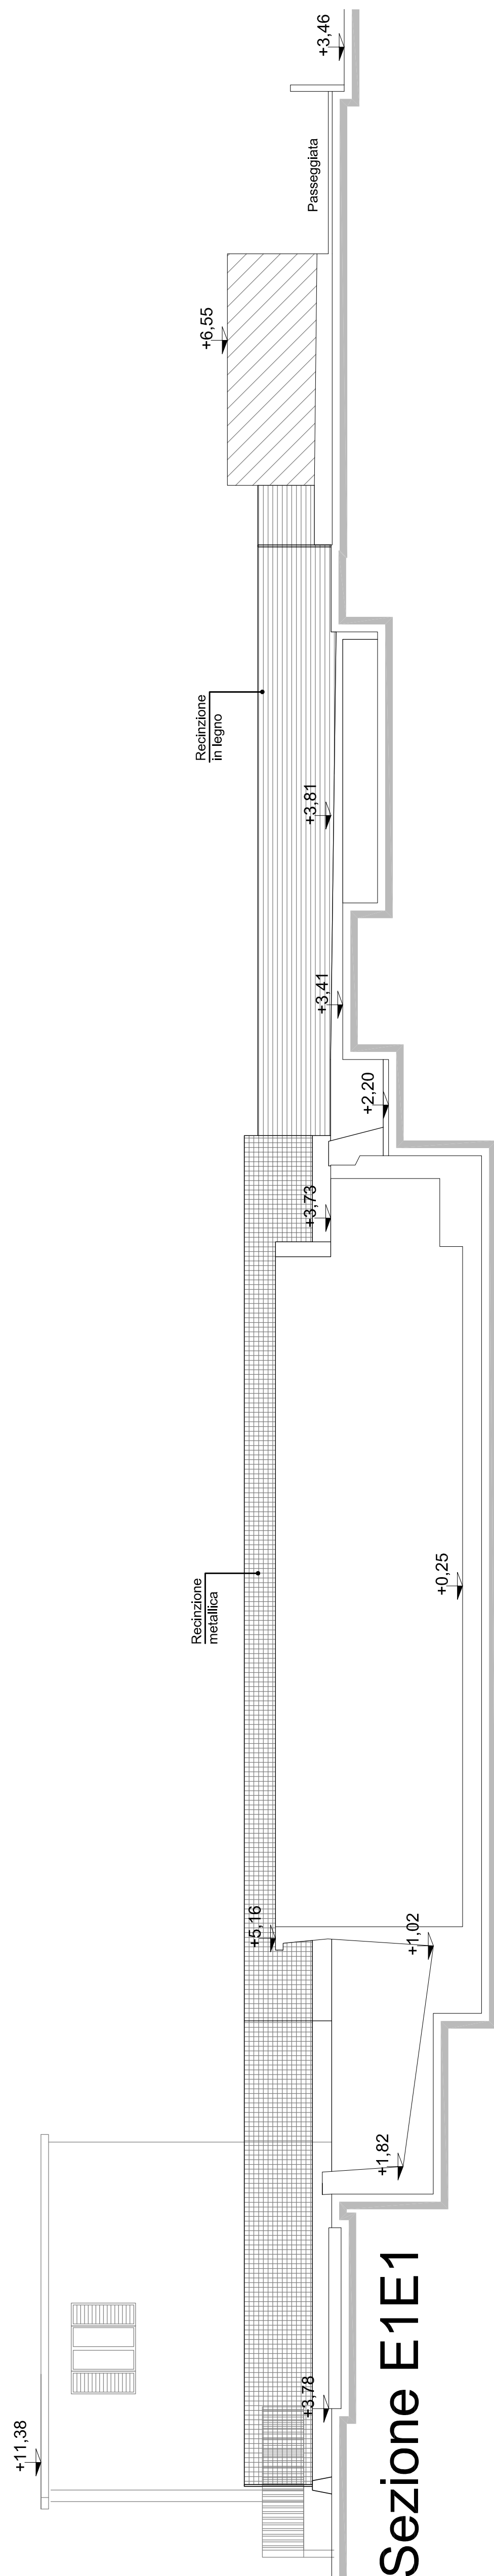 +11,38
+3,78
+1,82
+5,16
+1,02
Recinzione
metallica
+0,25
+3,73
+2,20
+3,41
+3,81
Recinzione
in legno
+6,55
Passeggiata
+3,46
Sezione E1E1